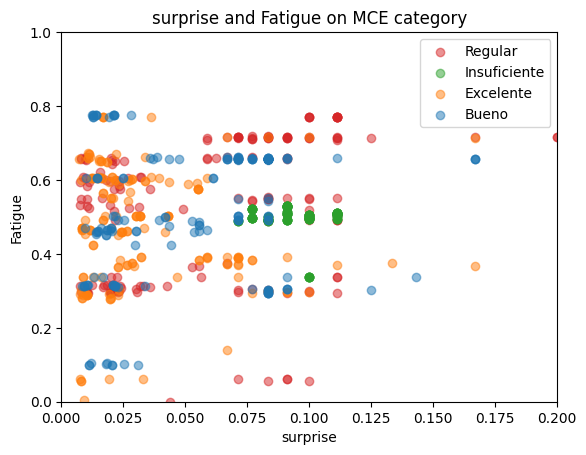 surprise and Fatigue on MCE category
1.0
0.8
0.6
0.4
0.2
0.0
Fatigue
Regular
Insuficiente
Excelente
Bueno
0.000 0.025 0.050 0.075 0.100 0.125 0.150 0.175 0.200
surprise